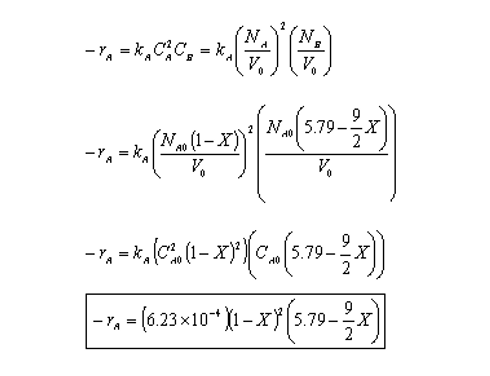 −r_A = k_A C_A^2 C_B = k_A (N_A / V_0)^2 (N_B / V_0)
−r_A = k_A (N_A0 (1−X) / V_0)^2 (N_A0 (5.79 − 9/2 X) / V_0)
−r_A = k_A (C_A0^2 (1−X)^2)(C_A0 (5.79 − 9/2 X))
−r_A = (6.23×10^−4)(1−X)^2 (5.79 − 9/2 X)